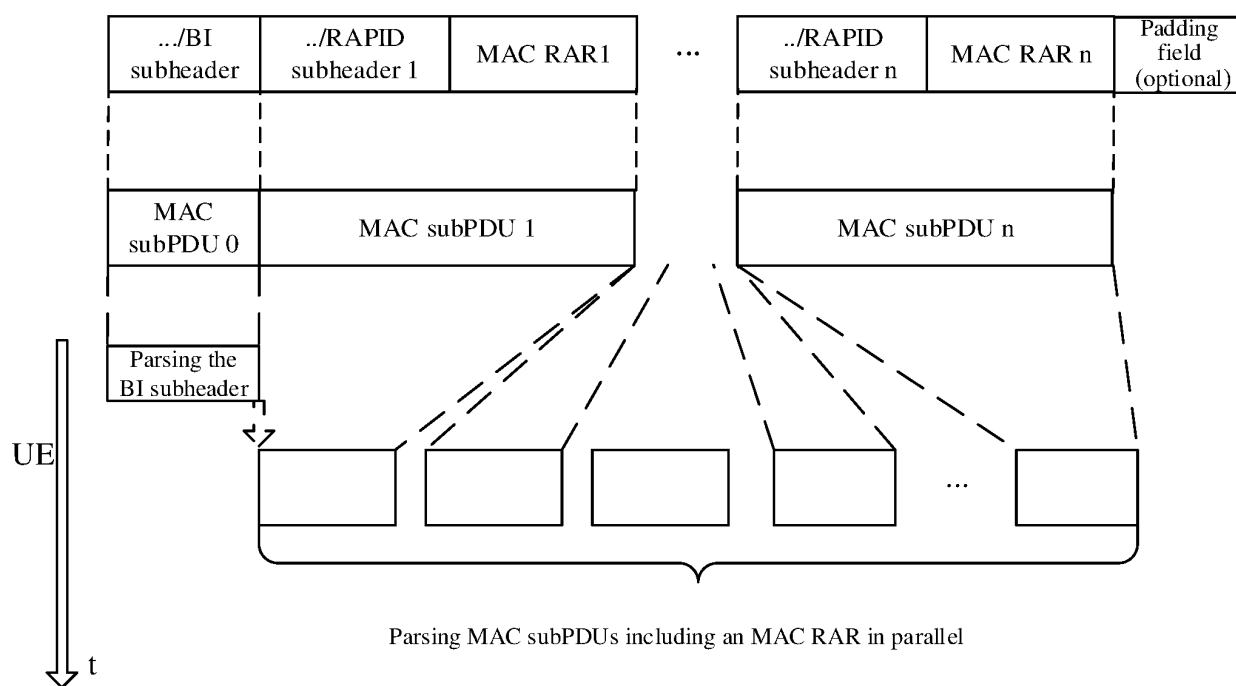 .../BI
subheader
../RAPID
subheader 1
MAC RAR1
...
../RAPID
subheader n
MAC RAR n
Padding
field
(optional)
MAC
subPDU 0
MAC subPDU 1
MAC subPDU n
Parsing the
BI subheader
UE
...
Parsing MAC subPDUs including an MAC RAR in parallel
t